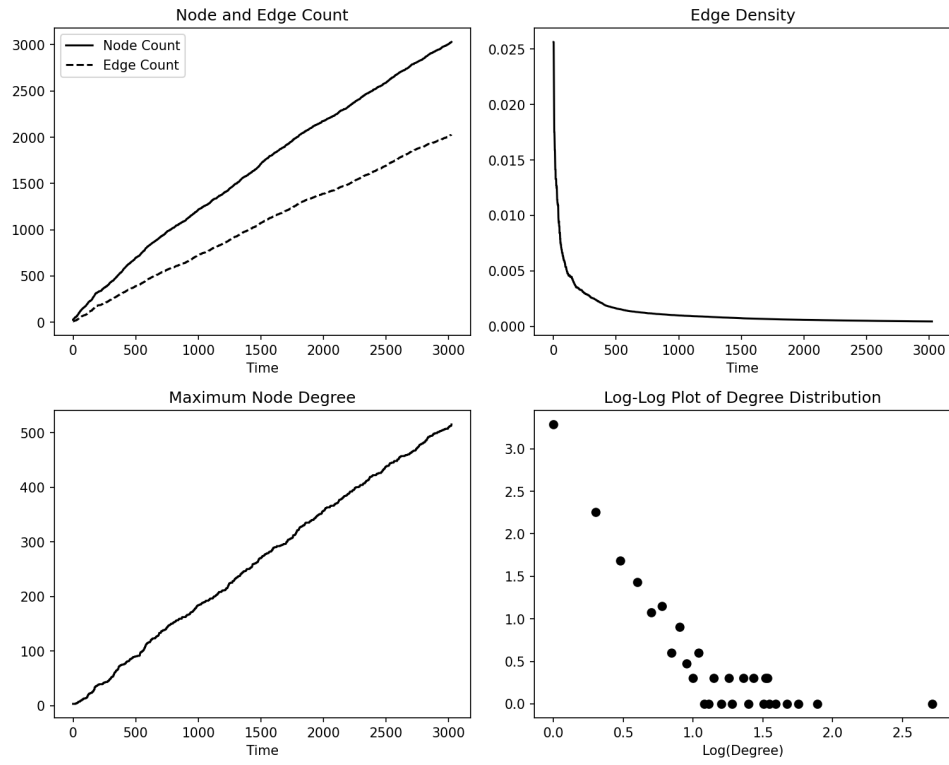 Node and Edge Count
Node Count
Edge Count
3000
2500
2000
1500
1000
500
0
0 500 1000 1500 2000 2500 3000
Time
Edge Density
0.025
0.020
0.015
0.010
0.005
0.000
0 500 1000 1500 2000 2500 3000
Time
Maximum Node Degree
500
400
300
200
100
0
0 500 1000 1500 2000 2500 3000
Time
Log-Log Plot of Degree Distribution
3.0
2.5
2.0
1.5
1.0
0.5
0.0
0.0 0.5 1.0 1.5 2.0 2.5
Log(Degree)